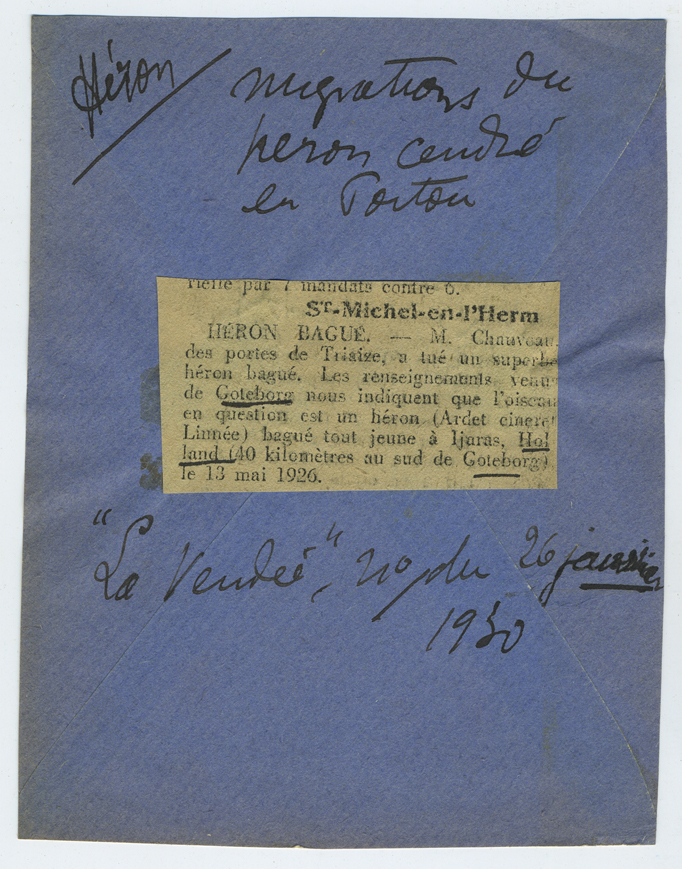 Héron
migrations du
heron cendré
en Poitou
rielle par 7 mandats contre 6.
ST-Michel-en-l'Herm
HÉRON BAGUÉ. — M. Chauveau,
des portes de Triaize, a tué un superbe
héron bagué. Les renseignements venus
de Goteborg nous indiquent que l'oiseau
en question est un héron (Ardet cineret
Linnée) bagué tout jeune à Ijuras, Hol
land (40 kilomètres au sud de Goteborg)
le 13 mai 1926.
"La Vendée", no du 26 janvier
1930